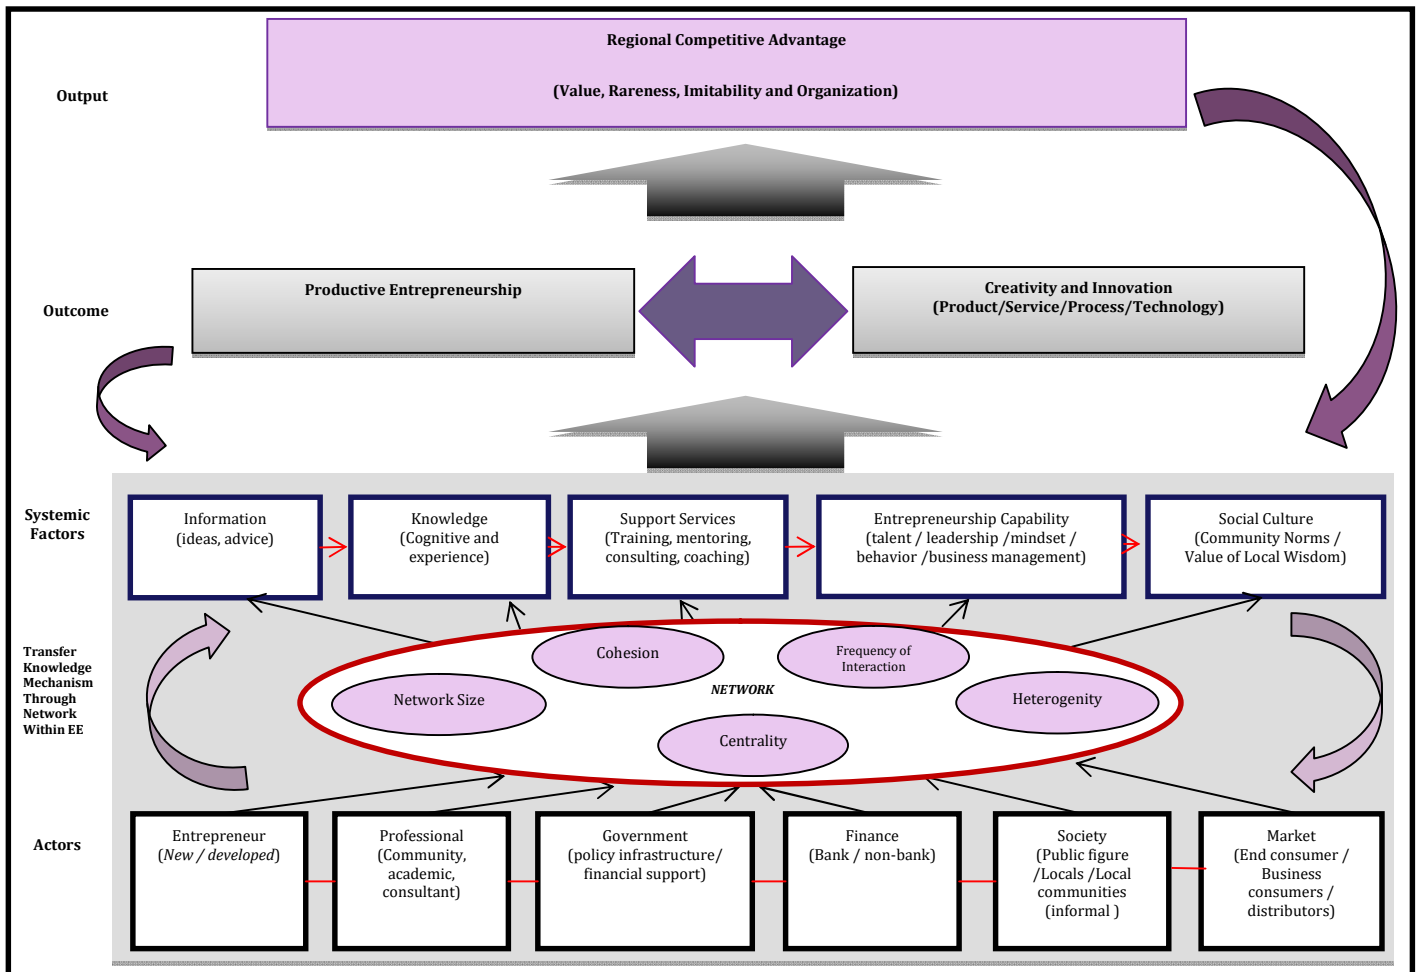 Regional Competitive Advantage
(Value, Rareness, Imitability and Organization)
Output
Productive Entrepreneurship
Creativity and Innovation
(Product/Service/Process/Technology)
Outcome
Systemic
Factors
Information
(ideas, advice)
Knowledge
(Cognitive and
experience)
Support Services
(Training, mentoring,
consulting, coaching)
Entrepreneurship Capability
(talent / leadership /mindset /
behavior /business management)
Social Culture
(Community Norms /
Value of Local Wisdom)
Transfer
Knowledge
Mechanism
Through
Network
Within EE
Cohesion
Frequency of
Interaction
NETWORK
Network Size
Heterogenity
Centrality
Actors
Entrepreneur
(New / developed)
Professional
(Community,
academic,
consultant)
Government
(policy infrastructure/
financial support)
Finance
(Bank / non-bank)
Society
(Public figure
/Locals /Local
communities
(informal )
Market
(End consumer /
Business
consumers /
distributors)